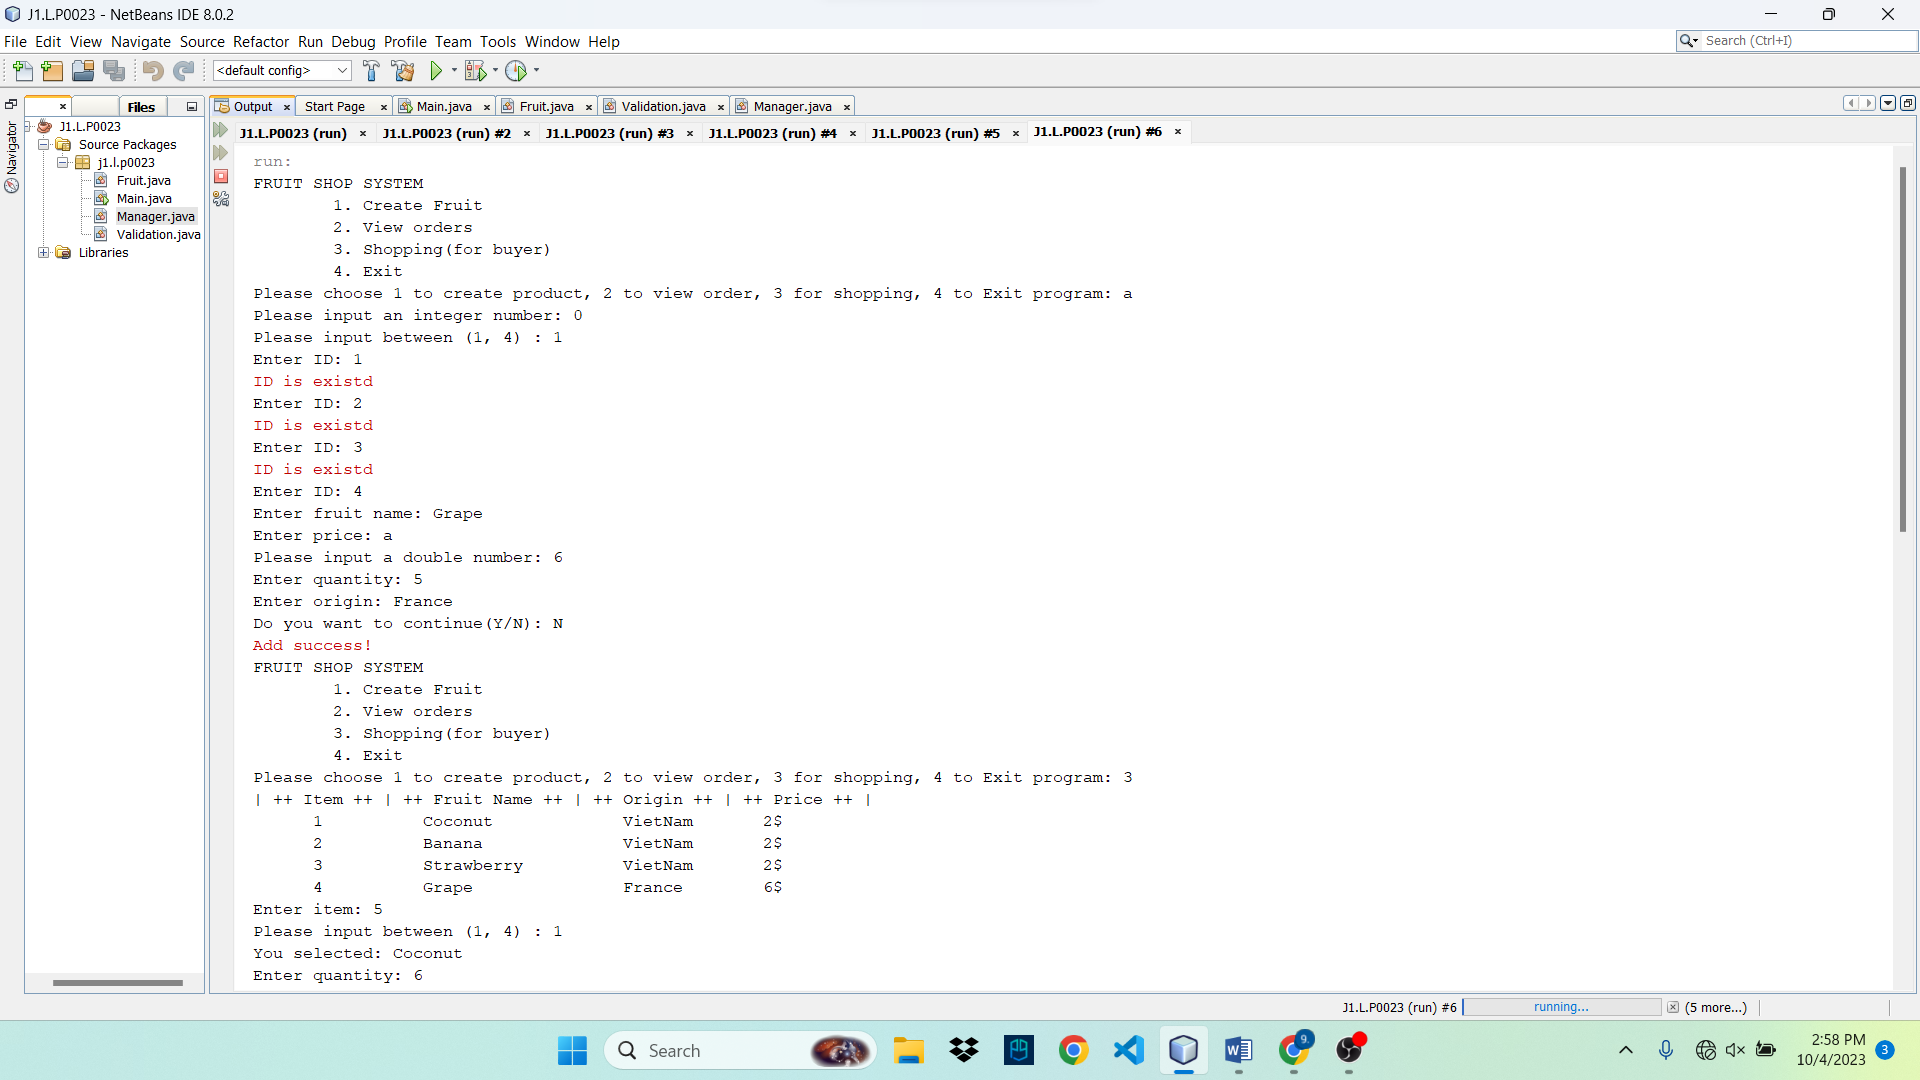 J1.L.P0023 - NetBeans IDE 8.0.2
File Edit View Navigate Source Refactor Run Debug Profile Team Tools Window Help
Search (Ctrl+I)
<default config>
Files
Navigator
J1.L.P0023
Source Packages
j1.l.p0023
Fruit.java
Main.java
Manager.java
Validation.java
Libraries
Output Start Page Main.java Fruit.java Validation.java Manager.java
J1.L.P0023 (run) J1.L.P0023 (run) #2 J1.L.P0023 (run) #3 J1.L.P0023 (run) #4 J1.L.P0023 (run) #5 J1.L.P0023 (run) #6
run:
FRUIT SHOP SYSTEM
1. Create Fruit
2. View orders
3. Shopping(for buyer)
4. Exit
Please choose 1 to create product, 2 to view order, 3 for shopping, 4 to Exit program: a
Please input an integer number: 0
Please input between (1, 4) : 1
Enter ID: 1
ID is existd
Enter ID: 2
ID is existd
Enter ID: 3
ID is existd
Enter ID: 4
Enter fruit name: Grape
Enter price: a
Please input a double number: 6
Enter quantity: 5
Enter origin: France
Do you want to continue(Y/N): N
Add success!
FRUIT SHOP SYSTEM
1. Create Fruit
2. View orders
3. Shopping(for buyer)
4. Exit
Please choose 1 to create product, 2 to view order, 3 for shopping, 4 to Exit program: 3
| ++ Item ++ | ++ Fruit Name ++ | ++ Origin ++ | ++ Price ++ |
1 Coconut VietNam 2$
2 Banana VietNam 2$
3 Strawberry VietNam 2$
4 Grape France 6$
Enter item: 5
Please input between (1, 4) : 1
You selected: Coconut
Enter quantity: 6
J1.L.P0023 (run) #6 running... (5 more...)
Search
2:58 PM
10/4/2023
3